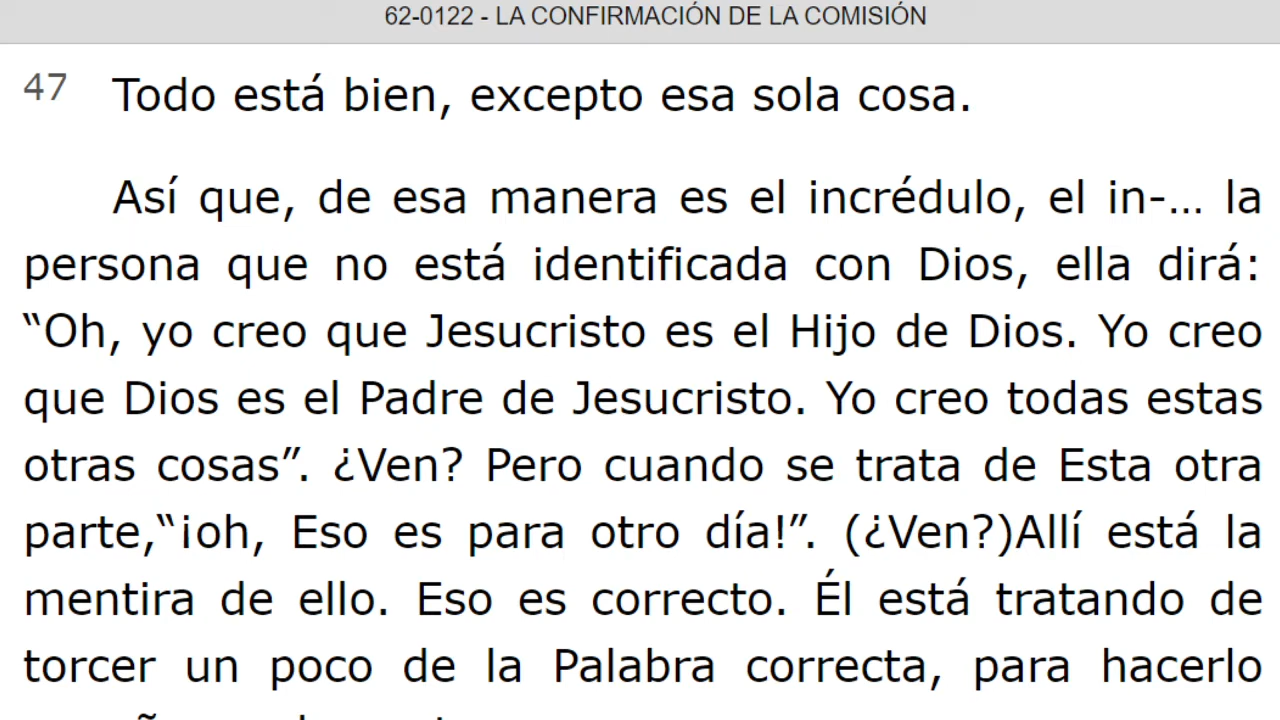 62-0122 - LA CONFIRMACIÓN DE LA COMISIÓN
47 Todo está bien, excepto esa sola cosa.
Así que, de esa manera es el incrédulo, el in-… la
persona que no está identificada con Dios, ella dirá:
“Oh, yo creo que Jesucristo es el Hijo de Dios. Yo creo
que Dios es el Padre de Jesucristo. Yo creo todas estas
otras cosas”. ¿Ven? Pero cuando se trata de Esta otra
parte,“¡oh, Eso es para otro día!”. (¿Ven?)Allí está la
mentira de ello. Eso es correcto. Él está tratando de
torcer un poco de la Palabra correcta, para hacerlo